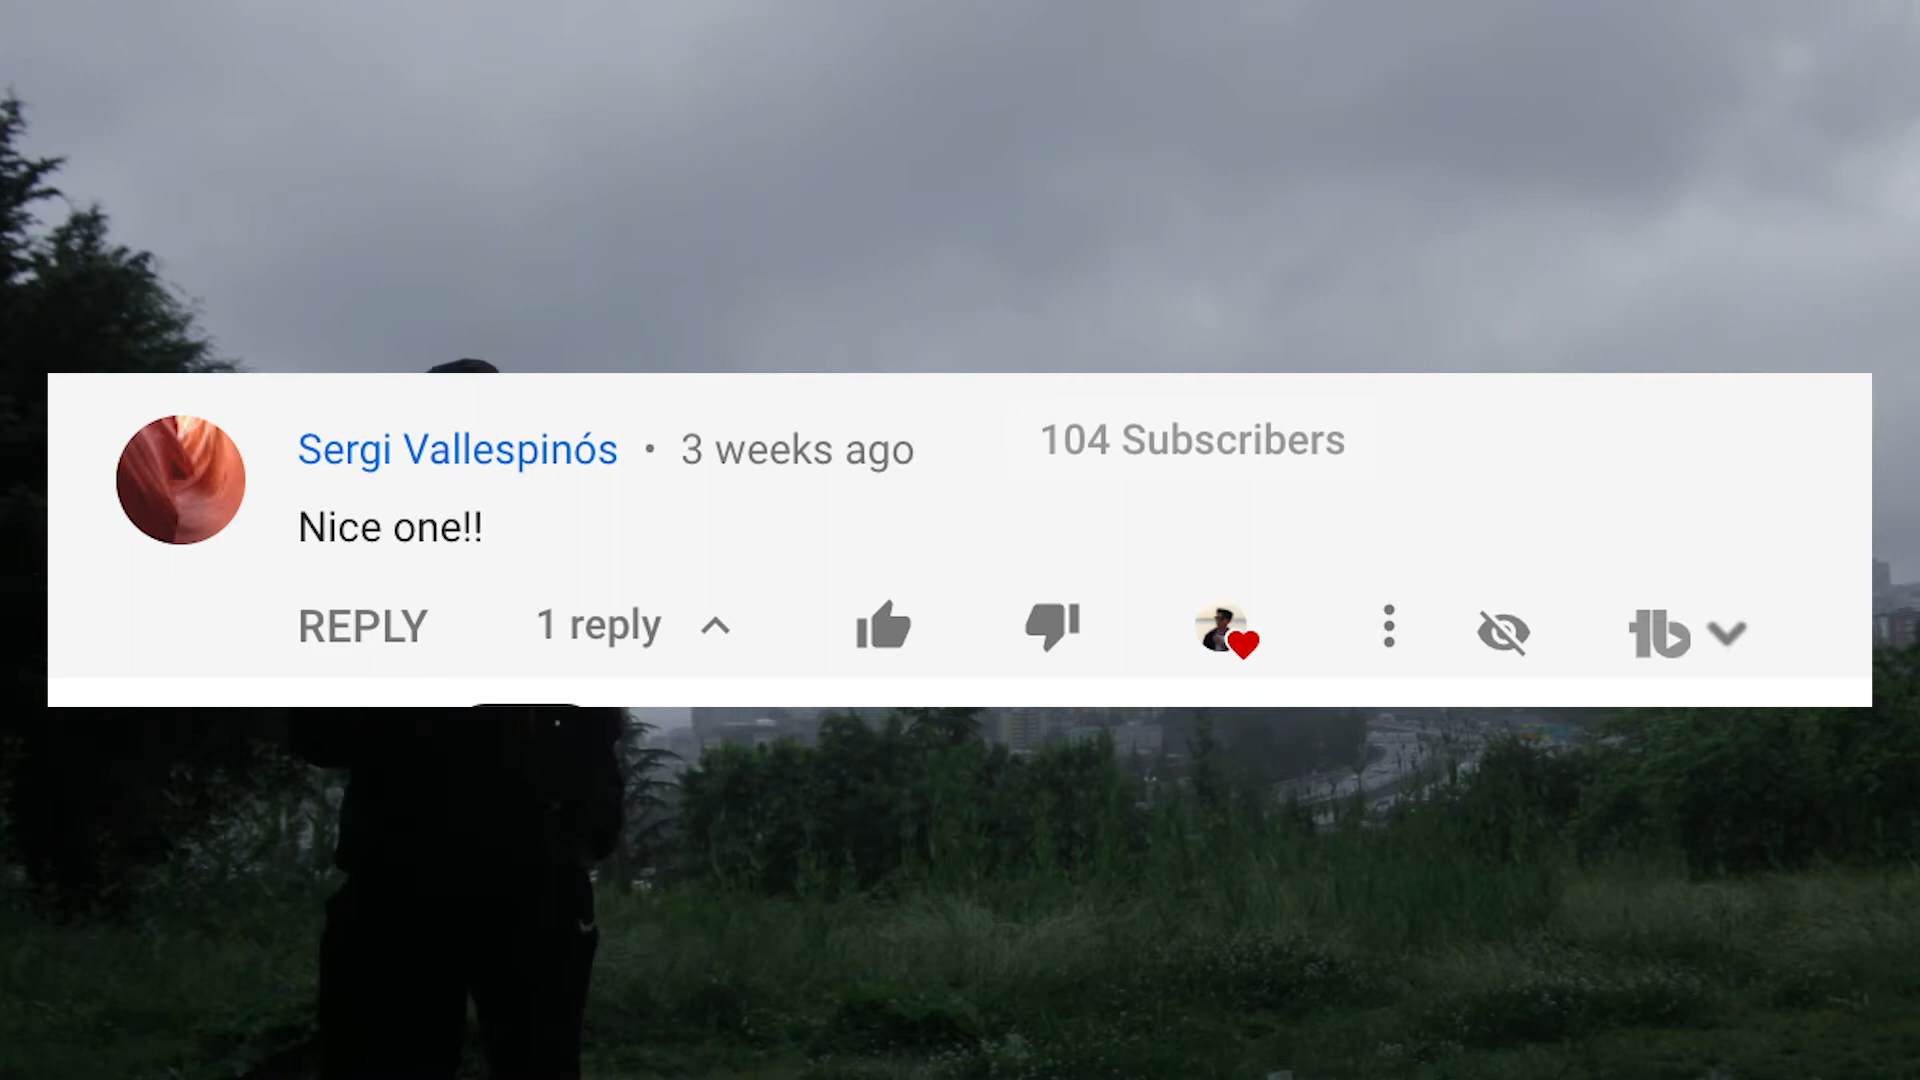 Sergi Vallespinós • 3 weeks ago 104 Subscribers
Nice one!!
REPLY 1 reply